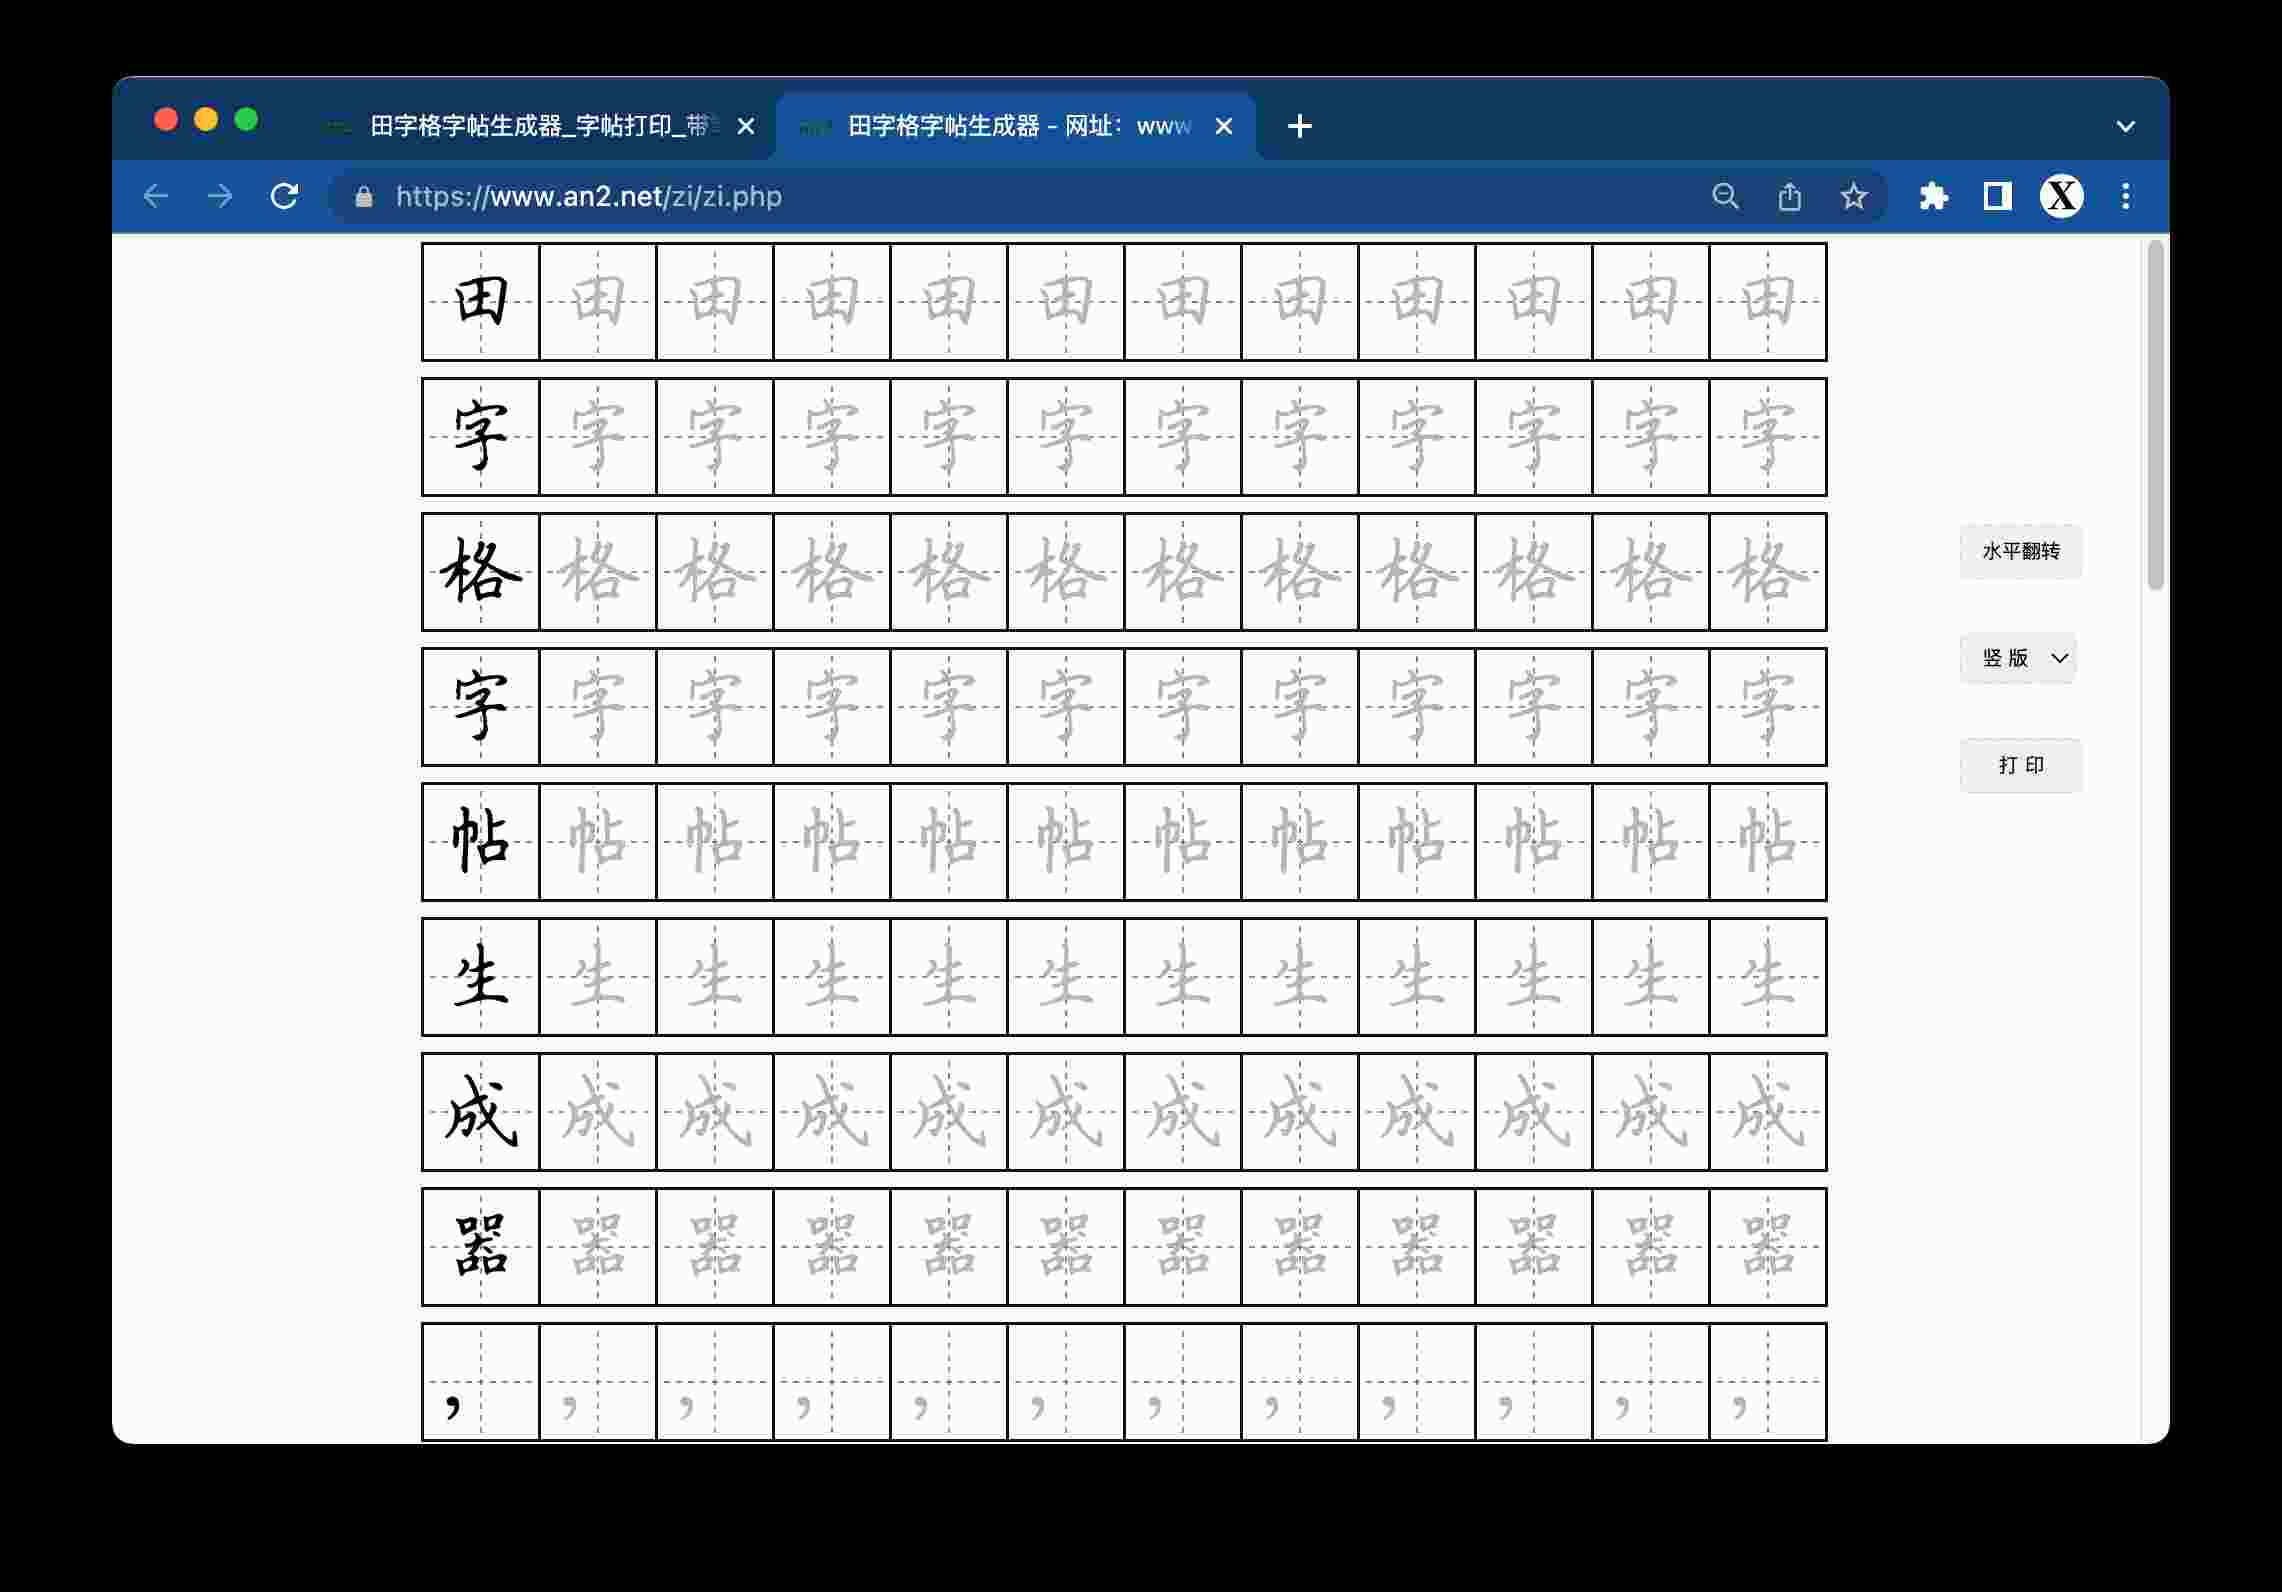 田字格字帖生成器_字帖打印_带
田字格字帖生成器 - 网址：www
https://www.an2.net/zi/zi.php
X
田 田 田 田 田 田 田 田 田 田 田 田
字 字 字 字 字 字 字 字 字 字 字 字
格 格 格 格 格 格 格 格 格 格 格 格
水平翻转
字 字 字 字 字 字 字 字 字 字 字 字
竖 版
打 印
帖 帖 帖 帖 帖 帖 帖 帖 帖 帖 帖 帖
生 生 生 生 生 生 生 生 生 生 生 生
成 成 成 成 成 成 成 成 成 成 成 成
器 器 器 器 器 器 器 器 器 器 器 器
， ， ， ， ， ， ， ， ， ， ， ，